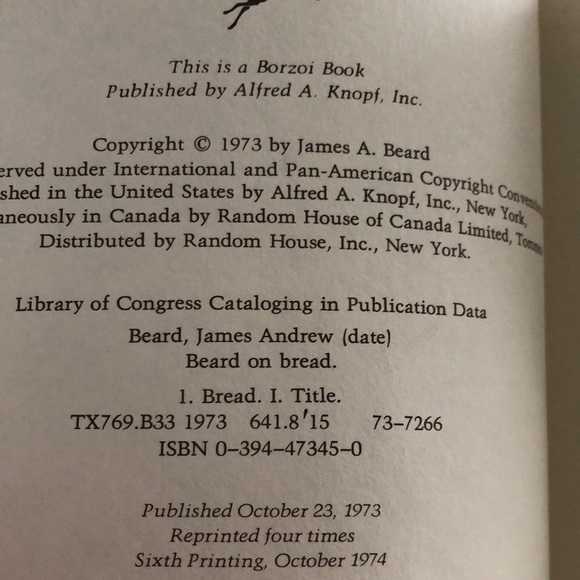 This is a Borzoi Book
Published by Alfred A. Knopf, Inc.
Copyright © 1973 by James A. Beard
erved under International and Pan-American Copyright Conven
shed in the United States by Alfred A. Knopf, Inc., New York,
aneously in Canada by Random House of Canada Limited, Toron
Distributed by Random House, Inc., New York.
Library of Congress Cataloging in Publication Data
Beard, James Andrew (date)
Beard on bread.
1. Bread. I. Title.
TX769.B33 1973 641.8'15 73–7266
ISBN 0–394–47345–0
Published October 23, 1973
Reprinted four times
Sixth Printing, October 1974